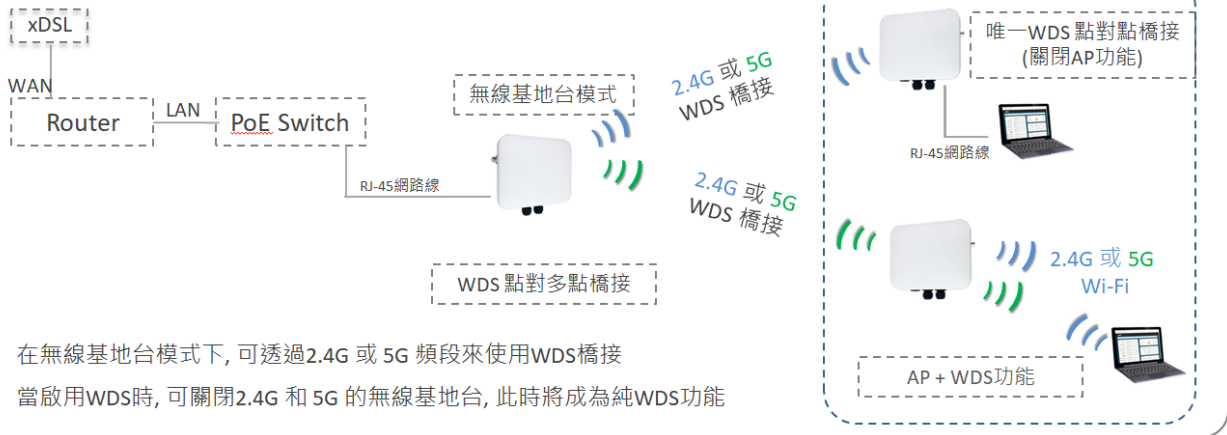 xDSL
WAN
Router
LAN
PoE Switch
RJ-45網路線
無線基地台模式
WDS 點對多點橋接
2.4G 或 5G
WDS 橋接
2.4G 或 5G
WDS 橋接
唯一WDS 點對點橋接
(關閉AP功能)
RJ-45網路線
2.4G 或 5G
Wi-Fi
AP + WDS功能
在無線基地台模式下, 可透過2.4G 或 5G 頻段來使用WDS橋接
當啟用WDS時, 可關閉2.4G 和 5G 的無線基地台, 此時將成為純WDS功能